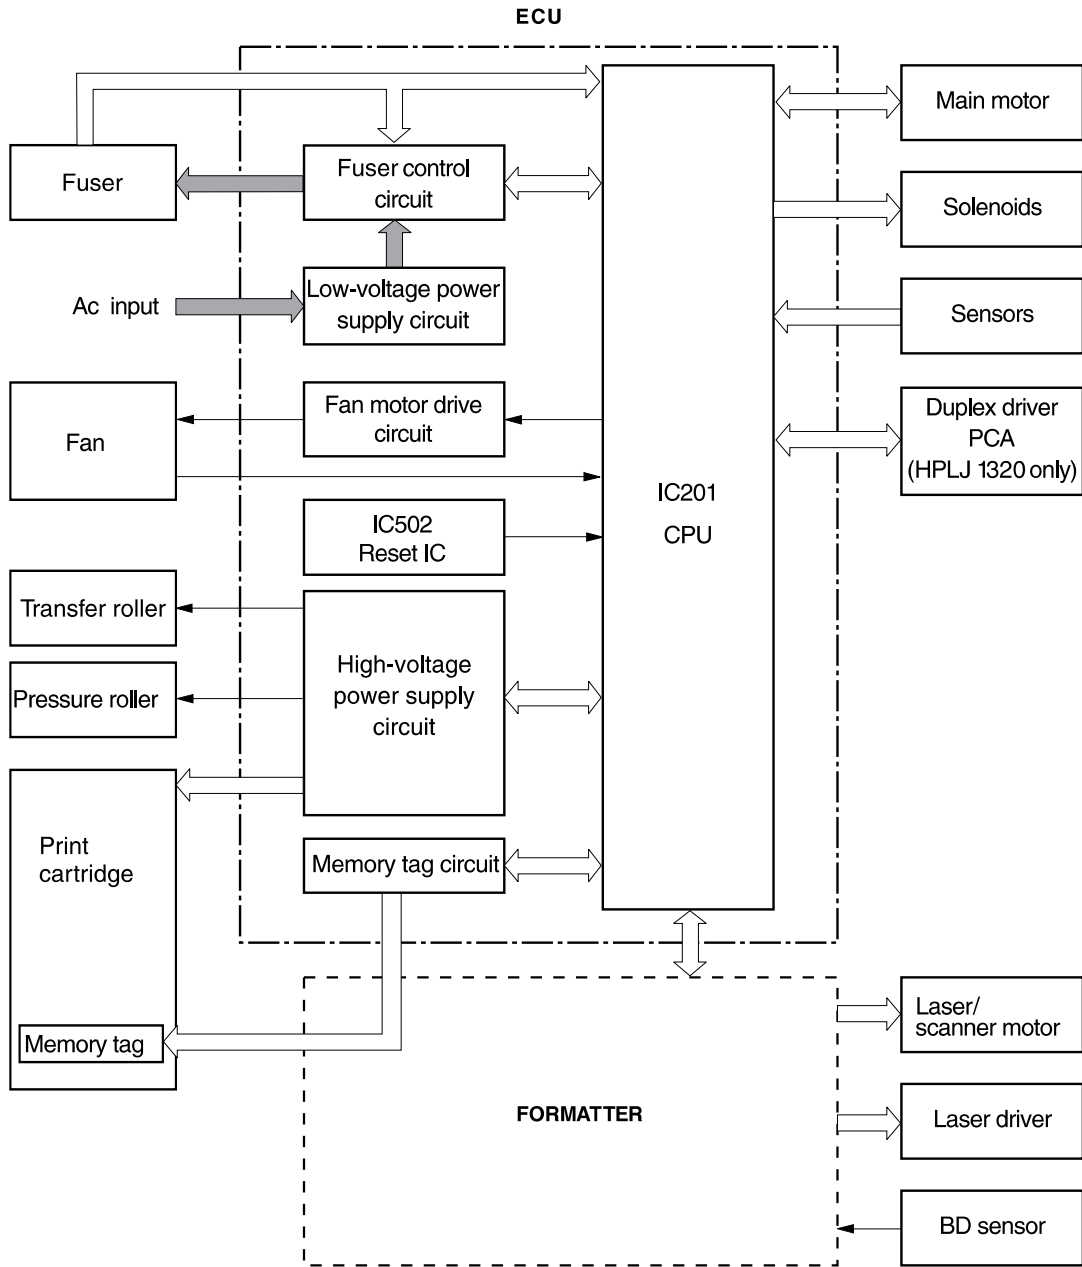 ECU
Main motor
Fuser
Fuser control
circuit
Solenoids
Ac input
Low-voltage power
supply circuit
Sensors
Fan
Fan motor drive
circuit
Duplex driver
PCA
(HPLJ 1320 only)
IC201
CPU
IC502
Reset IC
Transfer roller
High-voltage
power supply
circuit
Pressure roller
Print
cartridge
Memory tag circuit
Memory tag
Laser/
scanner motor
FORMATTER
Laser driver
BD sensor